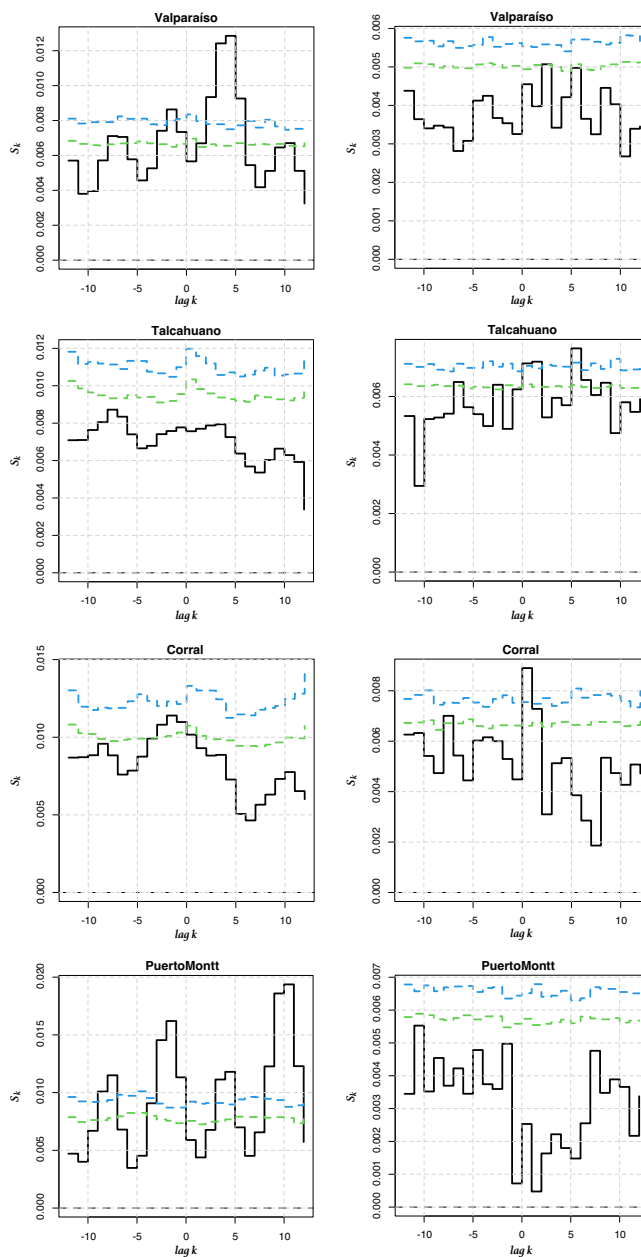 Valparaíso
0.000 0.002 0.004 0.006 0.008 0.010 0.012
S_k
-10 -5 0 5 10
lag k
Valparaíso
0.000 0.001 0.002 0.003 0.004 0.005 0.006
S_k
-10 -5 0 5 10
lag k
Talcahuano
0.000 0.002 0.004 0.006 0.008 0.010 0.012
S_k
-10 -5 0 5 10
lag k
Talcahuano
0.000 0.002 0.004 0.006
S_k
-10 -5 0 5 10
lag k
Corral
0.000 0.005 0.010 0.015
S_k
-10 -5 0 5 10
lag k
Corral
0.000 0.002 0.004 0.006 0.008
S_k
-10 -5 0 5 10
lag k
PuertoMontt
0.000 0.005 0.010 0.015 0.020
S_k
-10 -5 0 5 10
lag k
PuertoMontt
0.000 0.001 0.002 0.003 0.004 0.005 0.006 0.007
S_k
-10 -5 0 5 10
lag k